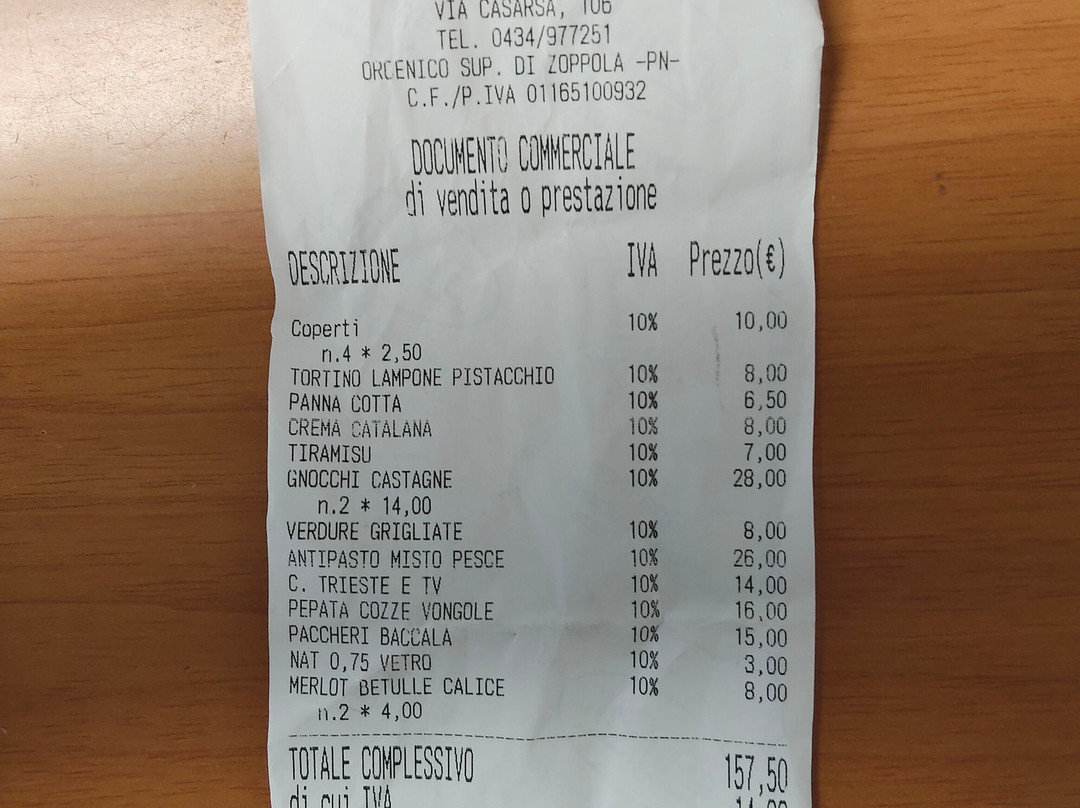 VIA CASARSA, 106
TEL. 0434/977251
ORCENICO SUP. DI ZOPPOLA -PN-
C.F./P.IVA 01165100932
DOCUMENTO COMMERCIALE
di vendita o prestazione
DESCRIZIONE IVA Prezzo(€)
Coperti 10% 10,00
n.4 * 2,50
TORTINO LAMPONE PISTACCHIO 10% 8,00
PANNA COTTA 10% 6,50
CREMA CATALANA 10% 8,00
TIRAMISU 10% 7,00
GNOCCHI CASTAGNE 10% 28,00
n.2 * 14,00
VERDURE GRIGLIATE 10% 8,00
ANTIPASTO MISTO PESCE 10% 26,00
C. TRIESTE E TV 10% 14,00
PEPATA COZZE VONGOLE 10% 16,00
PACCHERI BACCALA 10% 15,00
NAT 0,75 VETRO 10% 3,00
MERLOT BETULLE CALICE 10% 8,00
n.2 * 4,00
TOTALE COMPLESSIVO 157,50
di cui IVA